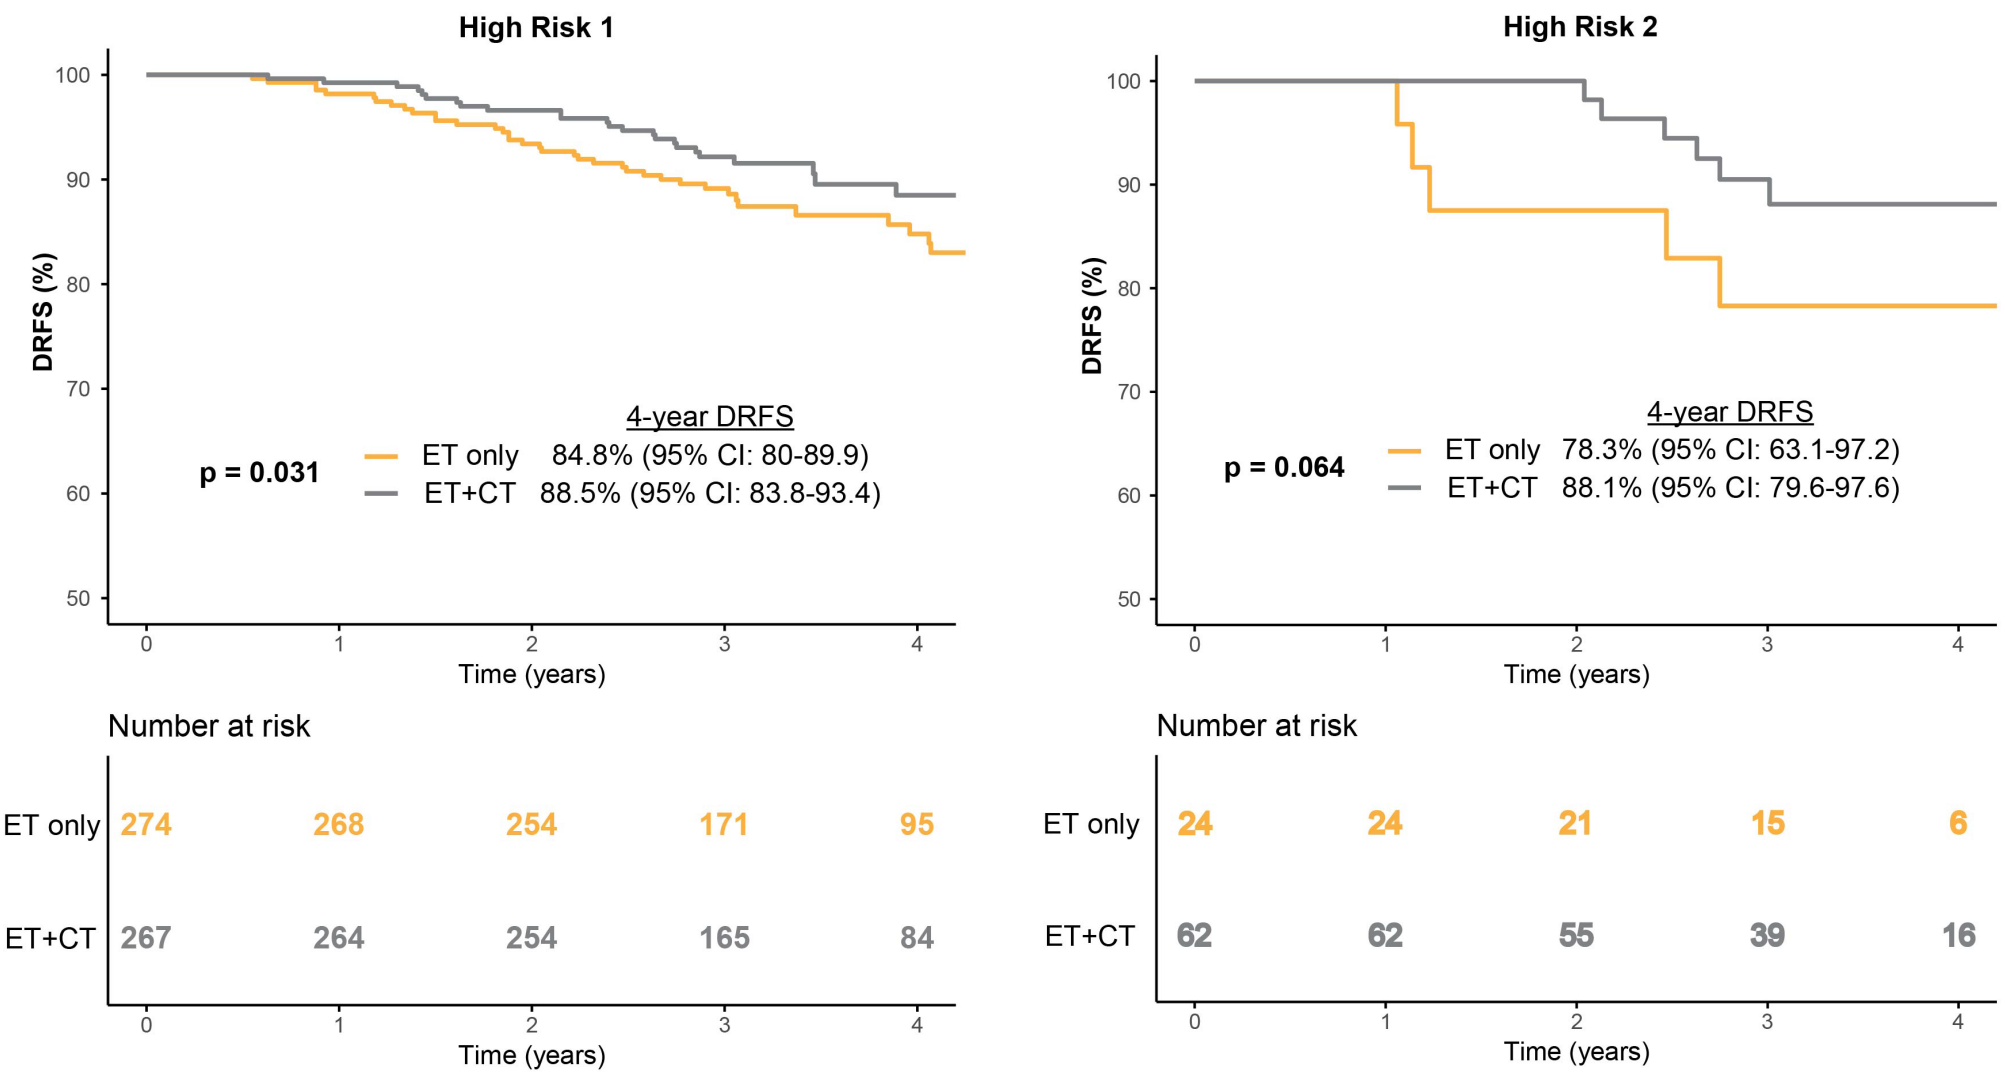 High Risk 1
100
90
80
70
60
50
DRFS (%)
4-year DRFS
p = 0.031
ET only 84.8% (95% CI: 80-89.9)
ET+CT 88.5% (95% CI: 83.8-93.4)
0 1 2 3 4
Time (years)
Number at risk
ET only 274 268 254 171 95
ET+CT 267 264 254 165 84
0 1 2 3 4
Time (years)
High Risk 2
100
90
80
70
60
50
DRFS (%)
4-year DRFS
p = 0.064
ET only 78.3% (95% CI: 63.1-97.2)
ET+CT 88.1% (95% CI: 79.6-97.6)
0 1 2 3 4
Time (years)
Number at risk
ET only 24 24 21 15 6
ET+CT 62 62 55 39 16
0 1 2 3 4
Time (years)